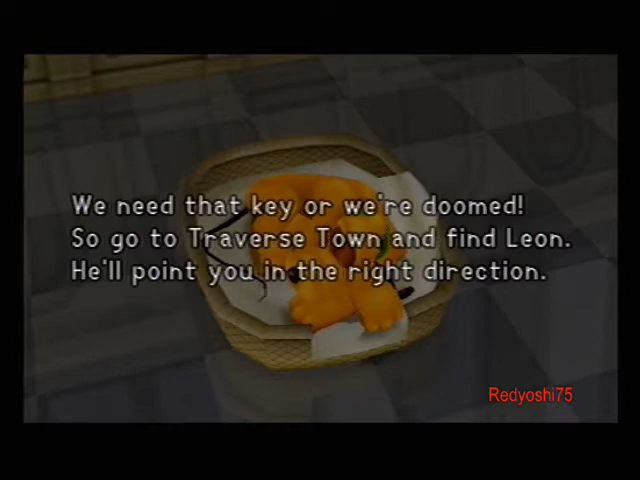 We need that key or we're doomed!
So go to Traverse Town and find Leon.
He'll point you in the right direction.
Redyoshi75